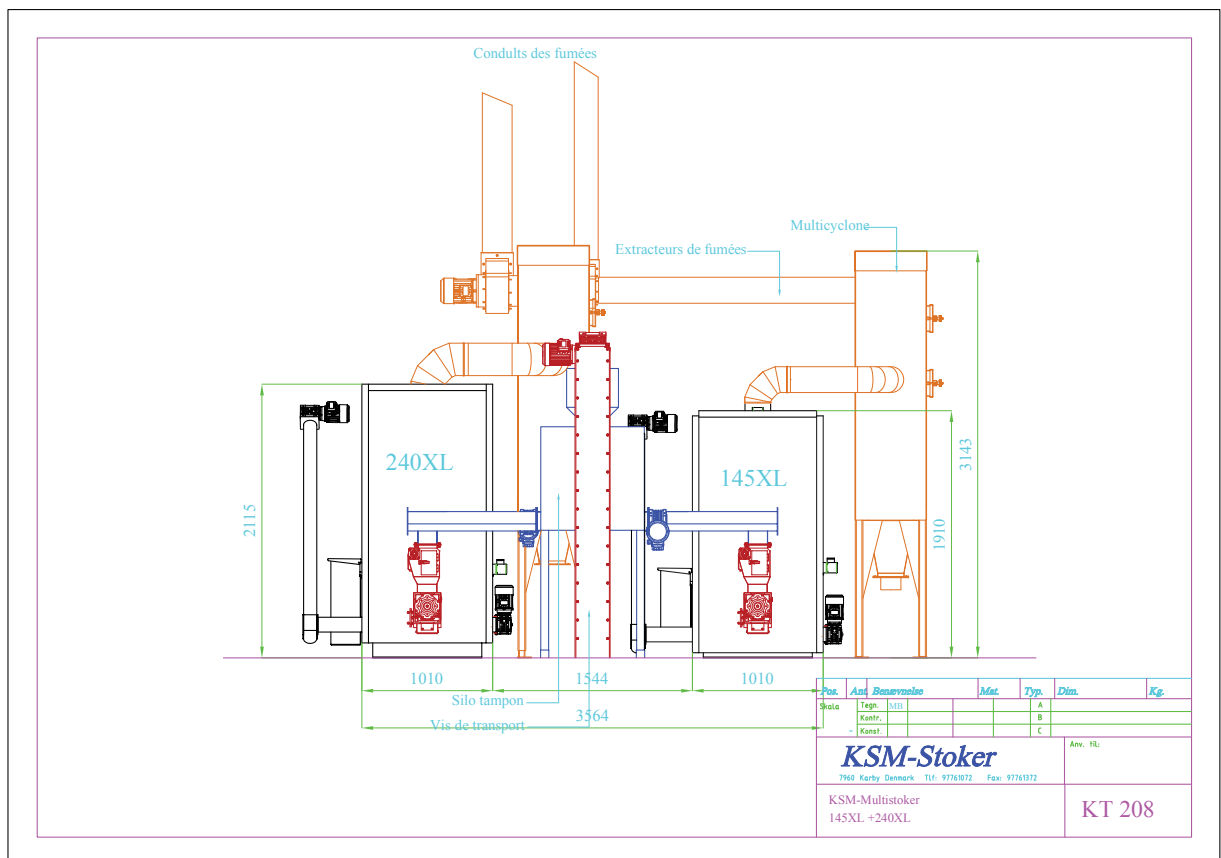 Conduits des fumées
Multicyclone
Extracteurs de fumées
240XL
145XL
2115
3143
1910
1010
1544
1010
Silo tampon
3564
Vis de transport
Pos. Ant. Benævnelse Mat. Typ. Dim. Kg.
Skala Tegn. MB A
Kontr. B
- Konst. C
KSM-Stoker
Anv. til:
7960 Karby Denmark Tlf: 97761072 Fax: 97761372
KSM-Multistoker
145XL +240XL
KT 208